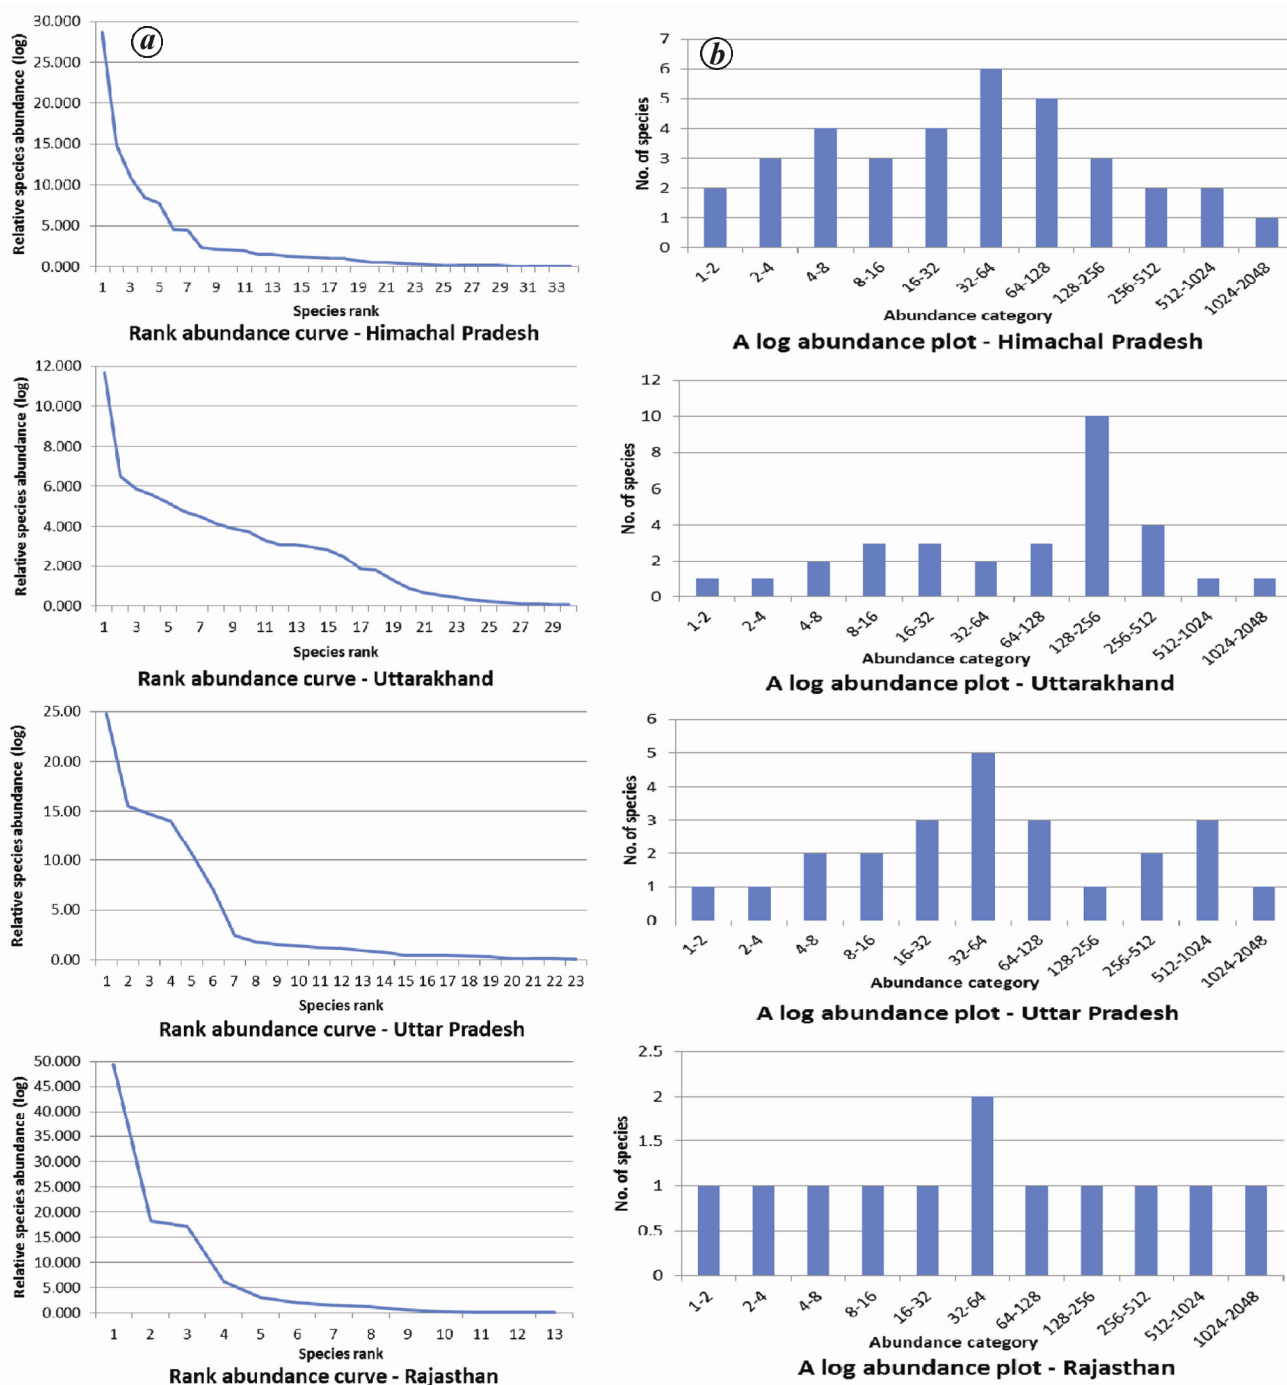 a
Relative species abundance (log)
30.000
25.000
20.000
15.000
10.000
5.000
0.000
1 3 5 7 9 11 13 15 17 19 21 23 25 27 29 31 33
Species rank
Rank abundance curve - Himachal Pradesh
b
No. of species
7
6
5
4
3
2
1
0
1-2 2-4 4-8 8-16 16-32 32-64 64-128 128-256 256-512 512-1024 1024-2048
Abundance category
A log abundance plot - Himachal Pradesh
Relative species abundance (log)
12.000
10.000
8.000
6.000
4.000
2.000
0.000
1 3 5 7 9 11 13 15 17 19 21 23 25 27 29
Species rank
Rank abundance curve - Uttarakhand
No. of species
12
10
8
6
4
2
0
1-2 2-4 4-8 8-16 16-32 32-64 64-128 128-256 256-512 512-1024 1024-2048
Abundance category
A log abundance plot - Uttarakhand
Relative species abundance (log)
25.00
20.00
15.00
10.00
5.00
0.00
1 2 3 4 5 6 7 8 9 10 11 12 13 14 15 17 18 19 20 21 22 23
Species rank
Rank abundance curve - Uttar Pradesh
No. of species
6
5
4
3
2
1
0
1-2 2-4 4-8 8-16 16-32 32-64 64-128 128-256 256-512 512-1024 1024-2048
Abundance category
A log abundance plot - Uttar Pradesh
Relative species abundance (log)
50.000
45.000
40.000
35.000
30.000
25.000
20.000
15.000
10.000
5.000
0.000
1 2 3 4 5 6 7 8 9 10 11 12 13
Species rank
Rank abundance curve - Rajasthan
No. of species
2.5
2
1.5
1
0.5
0
1-2 2-4 4-8 8-16 16-32 32-64 64-128 128-256 256-512 512-1024 1024-2048
Abundance category
A log abundance plot - Rajasthan